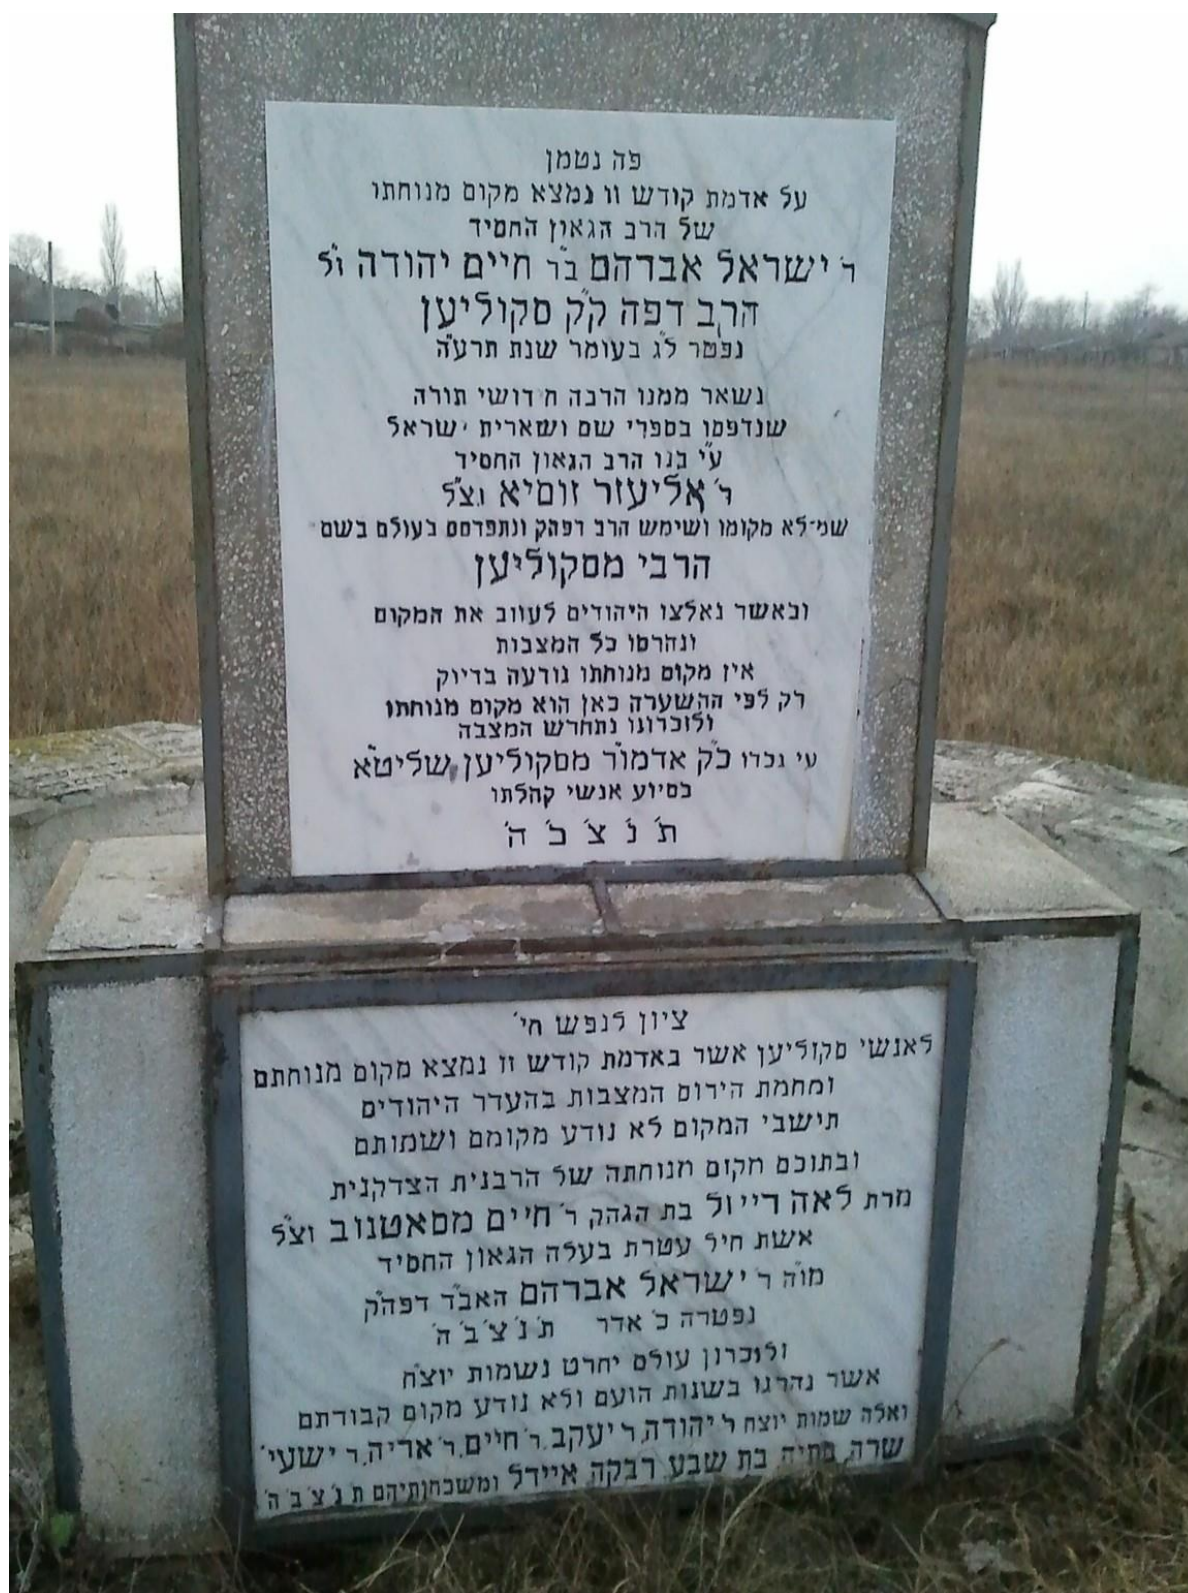 פה נטמן
על אדמת קודש זו נמצא מקום מנוחתו
של הרב הגאון החסיד
ר' ישראל אברהם ב"ר חיים יהודה ז"ל
הרב דפה ק"ק סקוליען
נפטר ל"ג בעומר שנת תרע"ה
נשאר ממנו הרבה חידושי תורה
שנדפסו בספרי שם ושארית ישראל
ע"י בנו הרב הגאון החסיד
ר' אליעזר זוסיא זצ"ל
שמילא מקומו ושימש הרב דפהק ונתפרסם בעולם בשם
הרבי מסקוליען
וכאשר נאלצו היהודים לעזוב את המקום
ונהרסו כל המצבות
אין מקום מנוחתו נודעה בדיוק
רק לפי ההשערה כאן הוא מקום מנוחתו
ולזכרונו נתחדש המצבה
עי נכדו כ"ק אדמו"ר מסקוליען שליט"א
בסיוע אנשי קהלתו
ת' נ' צ' ב' ה'
ציון לנפש חי'
לאנשי סקוליען אשר באדמת קודש זו נמצא מקום מנוחתם
ומחמת הירוס המצבות בהעדר היהודים
תישבי המקום לא נודע מקומם ושמותם
ובתוכם מקום מנוחתה של הרבנית הצדקנית
מרת לאה רייזל בת הגהק ר' חיים מסאטנוב זצ"ל
אשת חיל עטרת בעלה הגאון החסיד
מו"ה ר' ישראל אברהם האב"ד דפה"ק
נפטרה כ' אדר ת' נ' צ' ב' ה'
ולזכרון עולם יחרט נשמות יוצ"ח
אשר נהרגו בשנות הזעם ולא נודע מקום קבורתם
ואלה שמות יוצח ר' יהודה, ר' יעקב, ר' חיים, ר' אריה, ר' ישעי'
שרה, בתיה בת שבע רבקה איידל ומשפחותיהם ת נ' צ' ב' ה'